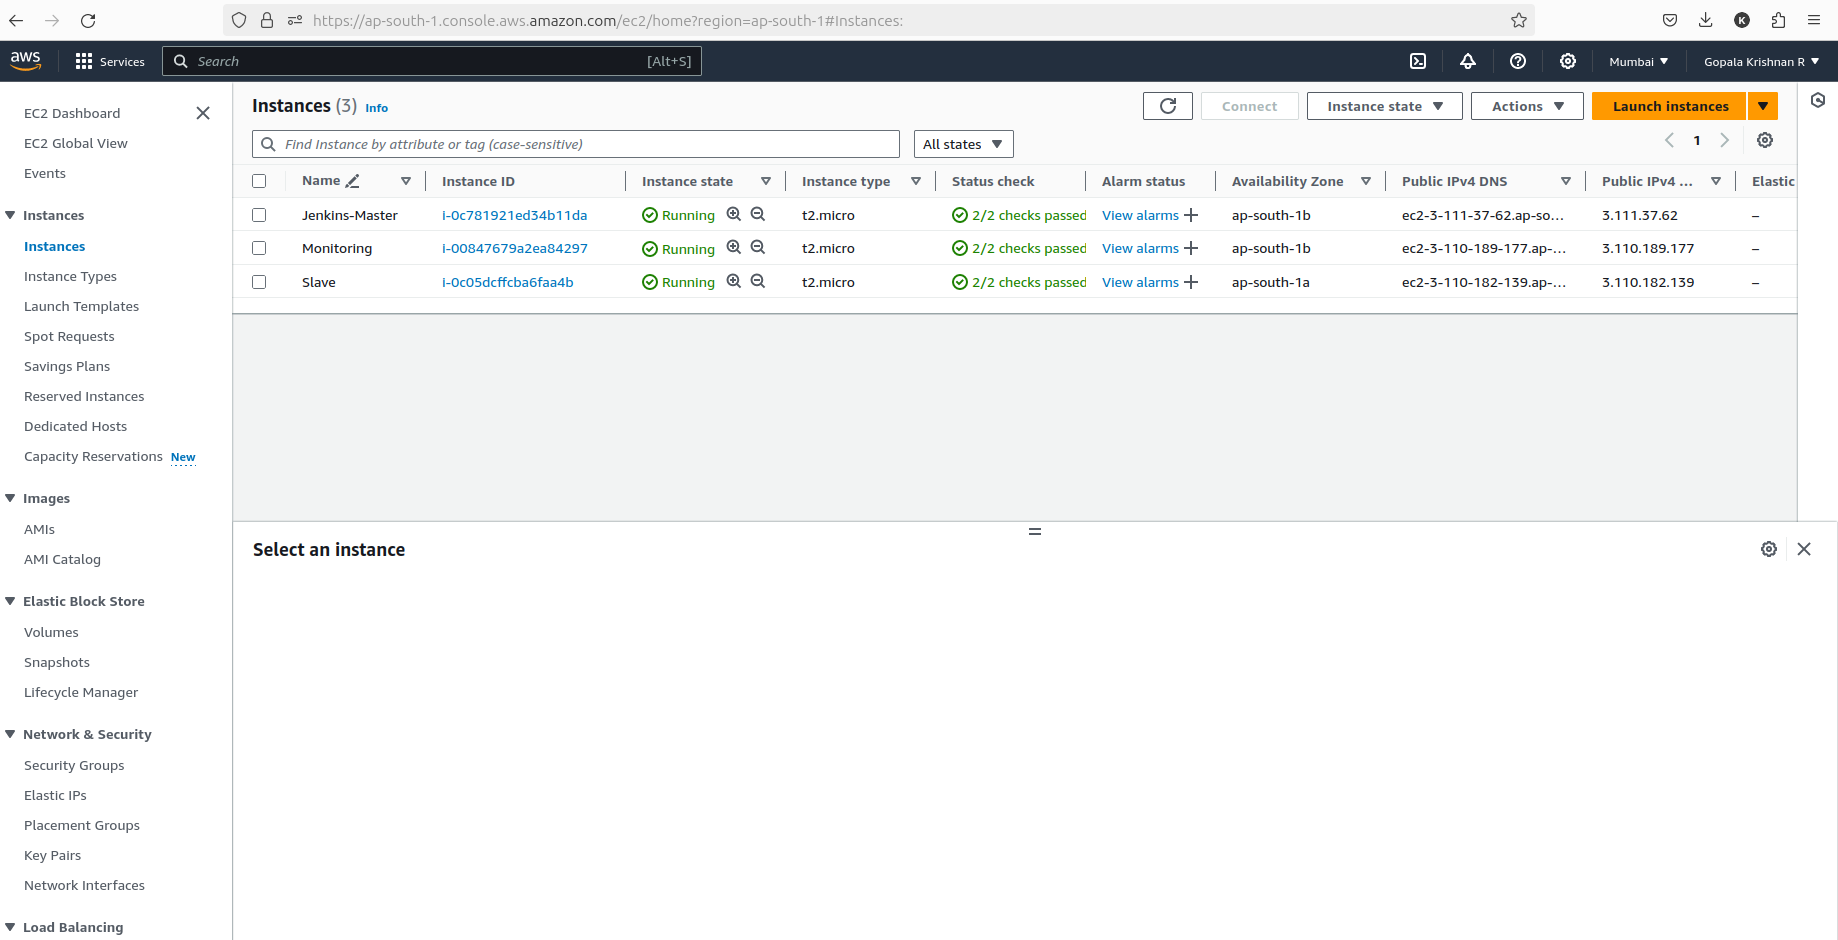 https://ap-south-1.console.aws.amazon.com/ec2/home?region=ap-south-1#Instances:
K
aws
Services
Search
[Alt+S]
Mumbai
Gopala Krishnan R
EC2 Dashboard
EC2 Global View
Events
Instances
Instances
Instance Types
Launch Templates
Spot Requests
Savings Plans
Reserved Instances
Dedicated Hosts
Capacity Reservations New
Images
AMIs
AMI Catalog
Elastic Block Store
Volumes
Snapshots
Lifecycle Manager
Network & Security
Security Groups
Elastic IPs
Placement Groups
Key Pairs
Network Interfaces
Load Balancing
Instances (3) Info
Connect
Instance state
Actions
Launch instances
Find Instance by attribute or tag (case-sensitive)
All states
1
Name Instance ID Instance state Instance type Status check Alarm status Availability Zone Public IPv4 DNS Public IPv4 ... Elastic
Jenkins-Master i-0c781921ed34b11da Running t2.micro 2/2 checks passed View alarms + ap-south-1b ec2-3-111-37-62.ap-so... 3.111.37.62 –
Monitoring i-00847679a2ea84297 Running t2.micro 2/2 checks passed View alarms + ap-south-1b ec2-3-110-189-177.ap-... 3.110.189.177 –
Slave i-0c05dcffcba6faa4b Running t2.micro 2/2 checks passed View alarms + ap-south-1a ec2-3-110-182-139.ap-... 3.110.182.139 –
Select an instance